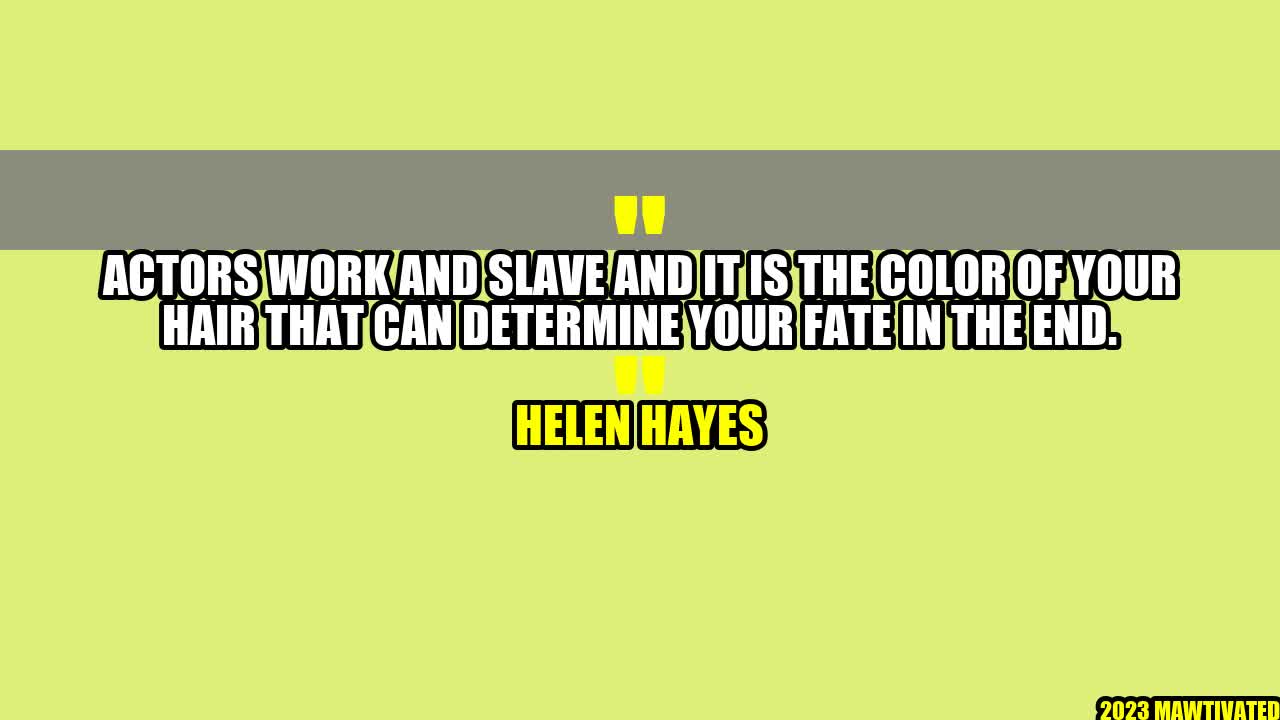 "
ACTORS WORK AND SLAVE AND IT IS THE COLOR OF YOUR
HAIR THAT CAN DETERMINE YOUR FATE IN THE END.
"
HELEN HAYES
2023 MAWTIVATED